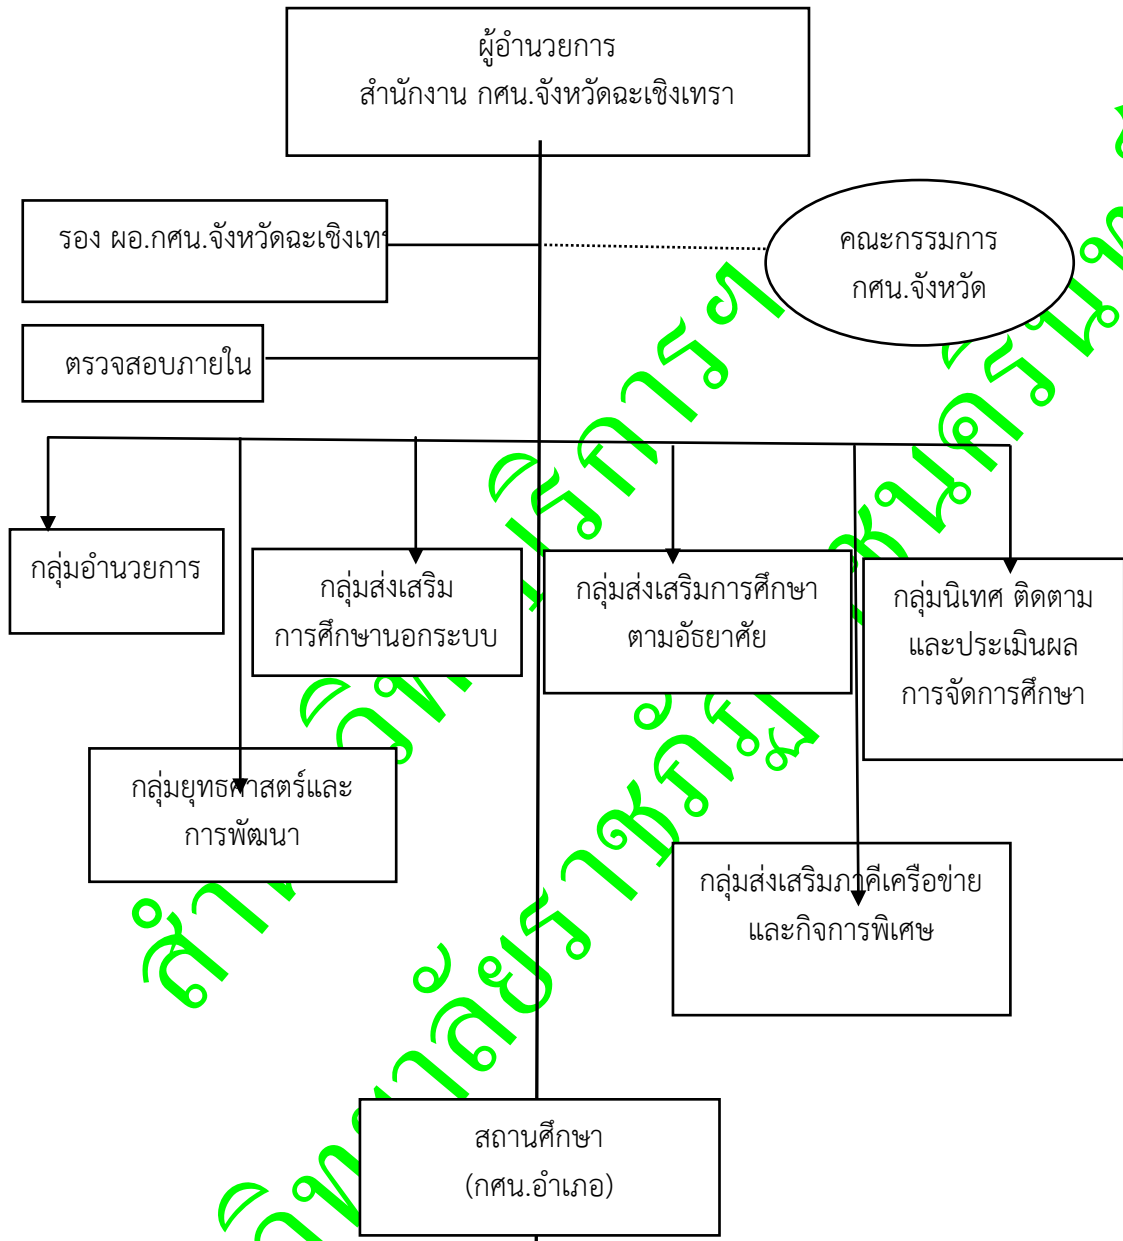 ผู้อำนวยการ
สำนักงาน กศน.จังหวัดฉะเชิงเทรา
รอง ผอ.กศน.จังหวัดฉะเชิงเท
คณะกรรมการ
กศน.จังหวัด
ตรวจสอบภายใน
กลุ่มอำนวยการ
กลุ่มส่งเสริม
การศึกษานอกระบบ
กลุ่มส่งเสริมการศึกษา
ตามอัธยาศัย
กลุ่มนิเทศ ติดตาม
และประเมินผล
การจัดการศึกษา
กลุ่มยุทธศาสตร์และ
การพัฒนา
กลุ่มส่งเสริมภาคีเครือข่าย
และกิจการพิเศษ
สถานศึกษา
(กศน.อำเภอ)